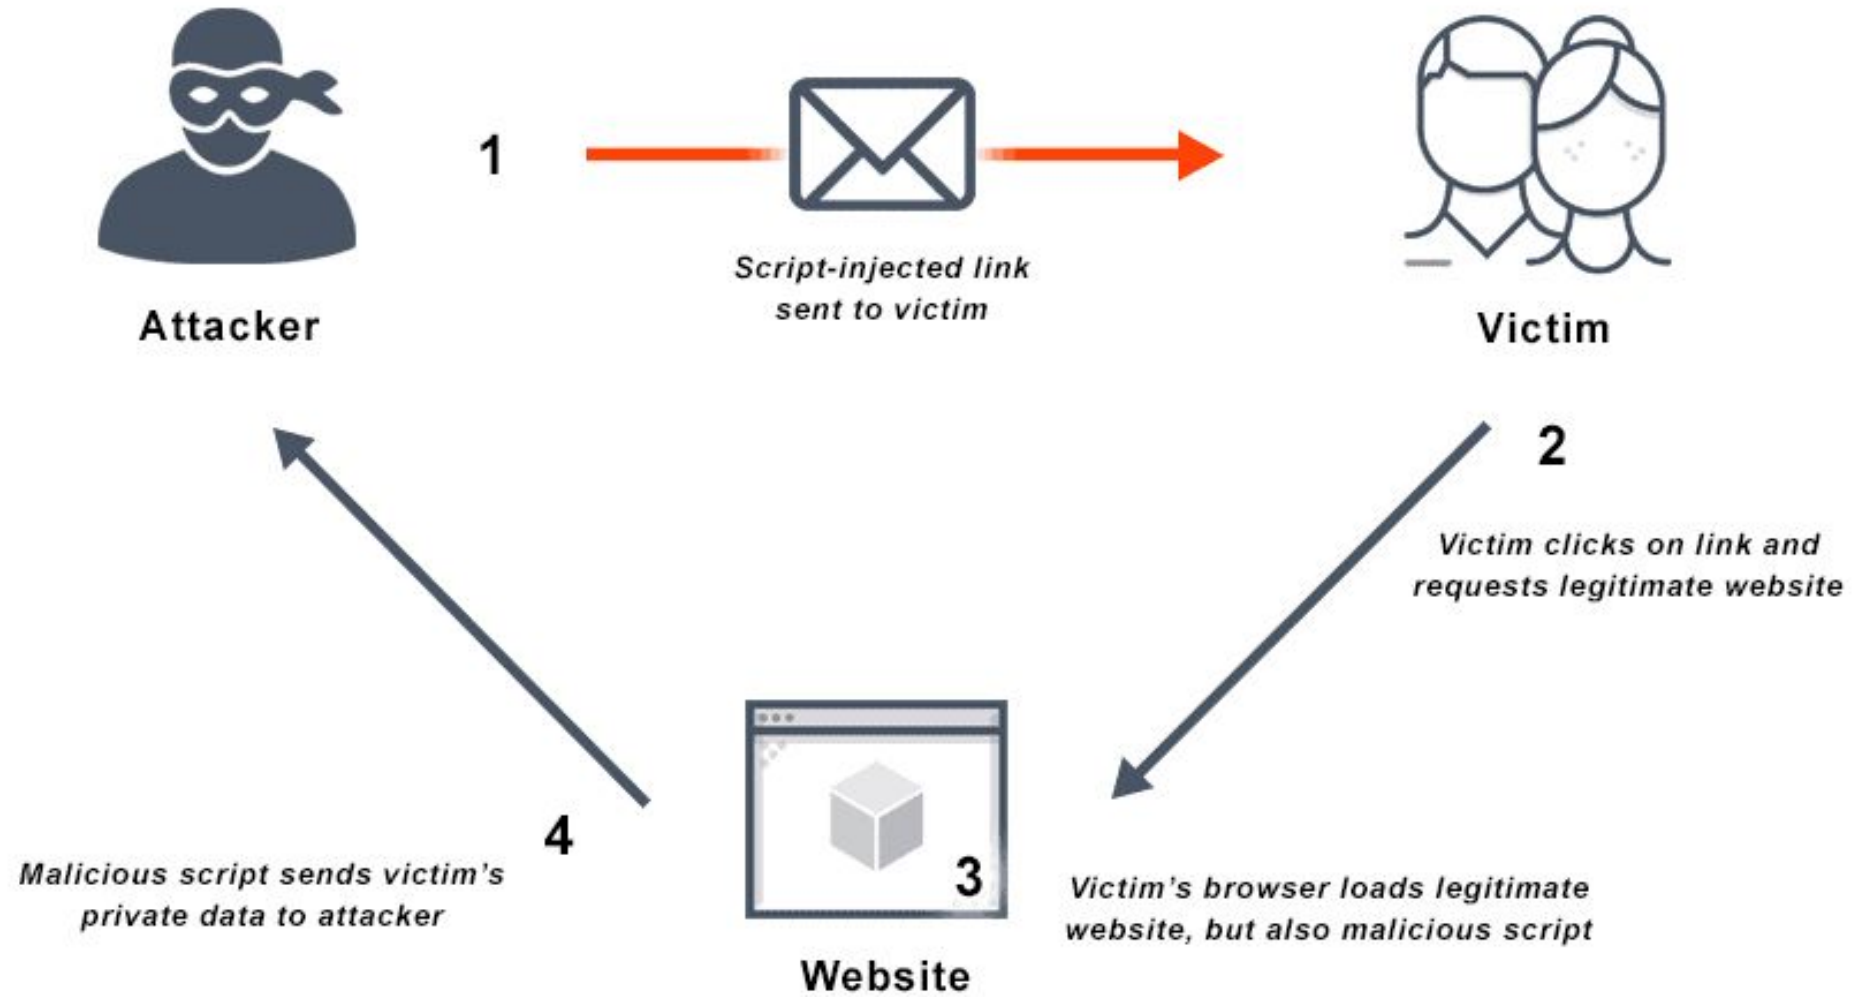 1
Script-injected link
sent to victim
Attacker
Victim
2
Victim clicks on link and
requests legitimate website
3
Victim's browser loads legitimate
website, but also malicious script
Website
4
Malicious script sends victim's
private data to attacker